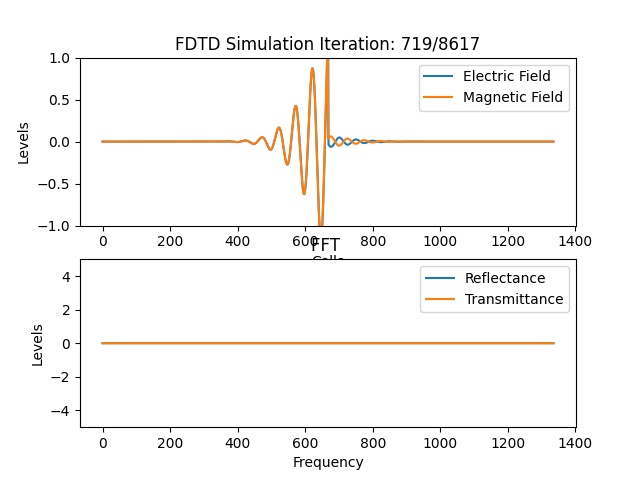 FDTD Simulation Iteration: 719/8617
1.0
0.5
0.0
−0.5
−1.0
Levels
Electric Field
Magnetic Field
0 200 400 600 800 1000 1200 1400
FFT
4
2
0
−2
−4
Levels
Reflectance
Transmittance
0 200 400 600 800 1000 1200 1400
Frequency